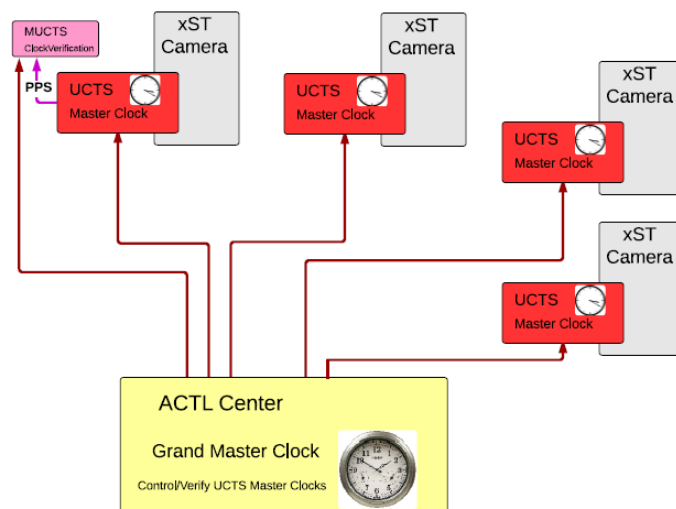 MUCTS
ClockVerification
PPS
xST
Camera
UCTS
Master Clock
xST
Camera
UCTS
Master Clock
xST
Camera
UCTS
Master Clock
xST
Camera
UCTS
Master Clock
ACTL Center
Grand Master Clock
Control/Verify UCTS Master Clocks